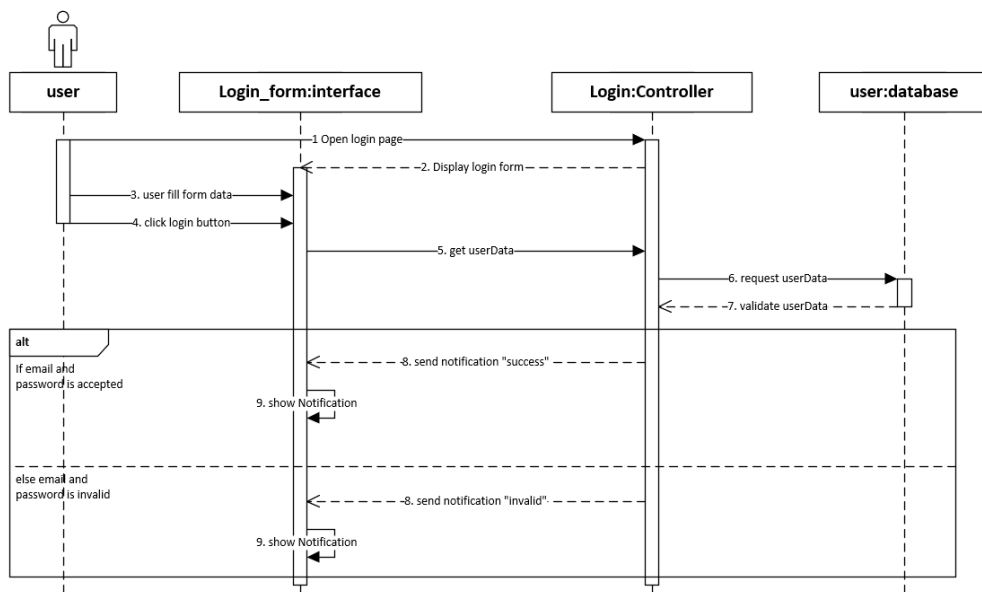 user
Login_form:interface
Login:Controller
user:database
1 Open login page
2. Display login form
3. user fill form data
4. click login button
5. get userData
6. request userData
7. validate userData
alt
If email and
password is accepted
8. send notification "success"
9. show Notification
else email and
password is invalid
8. send notification "invalid"
9. show Notification